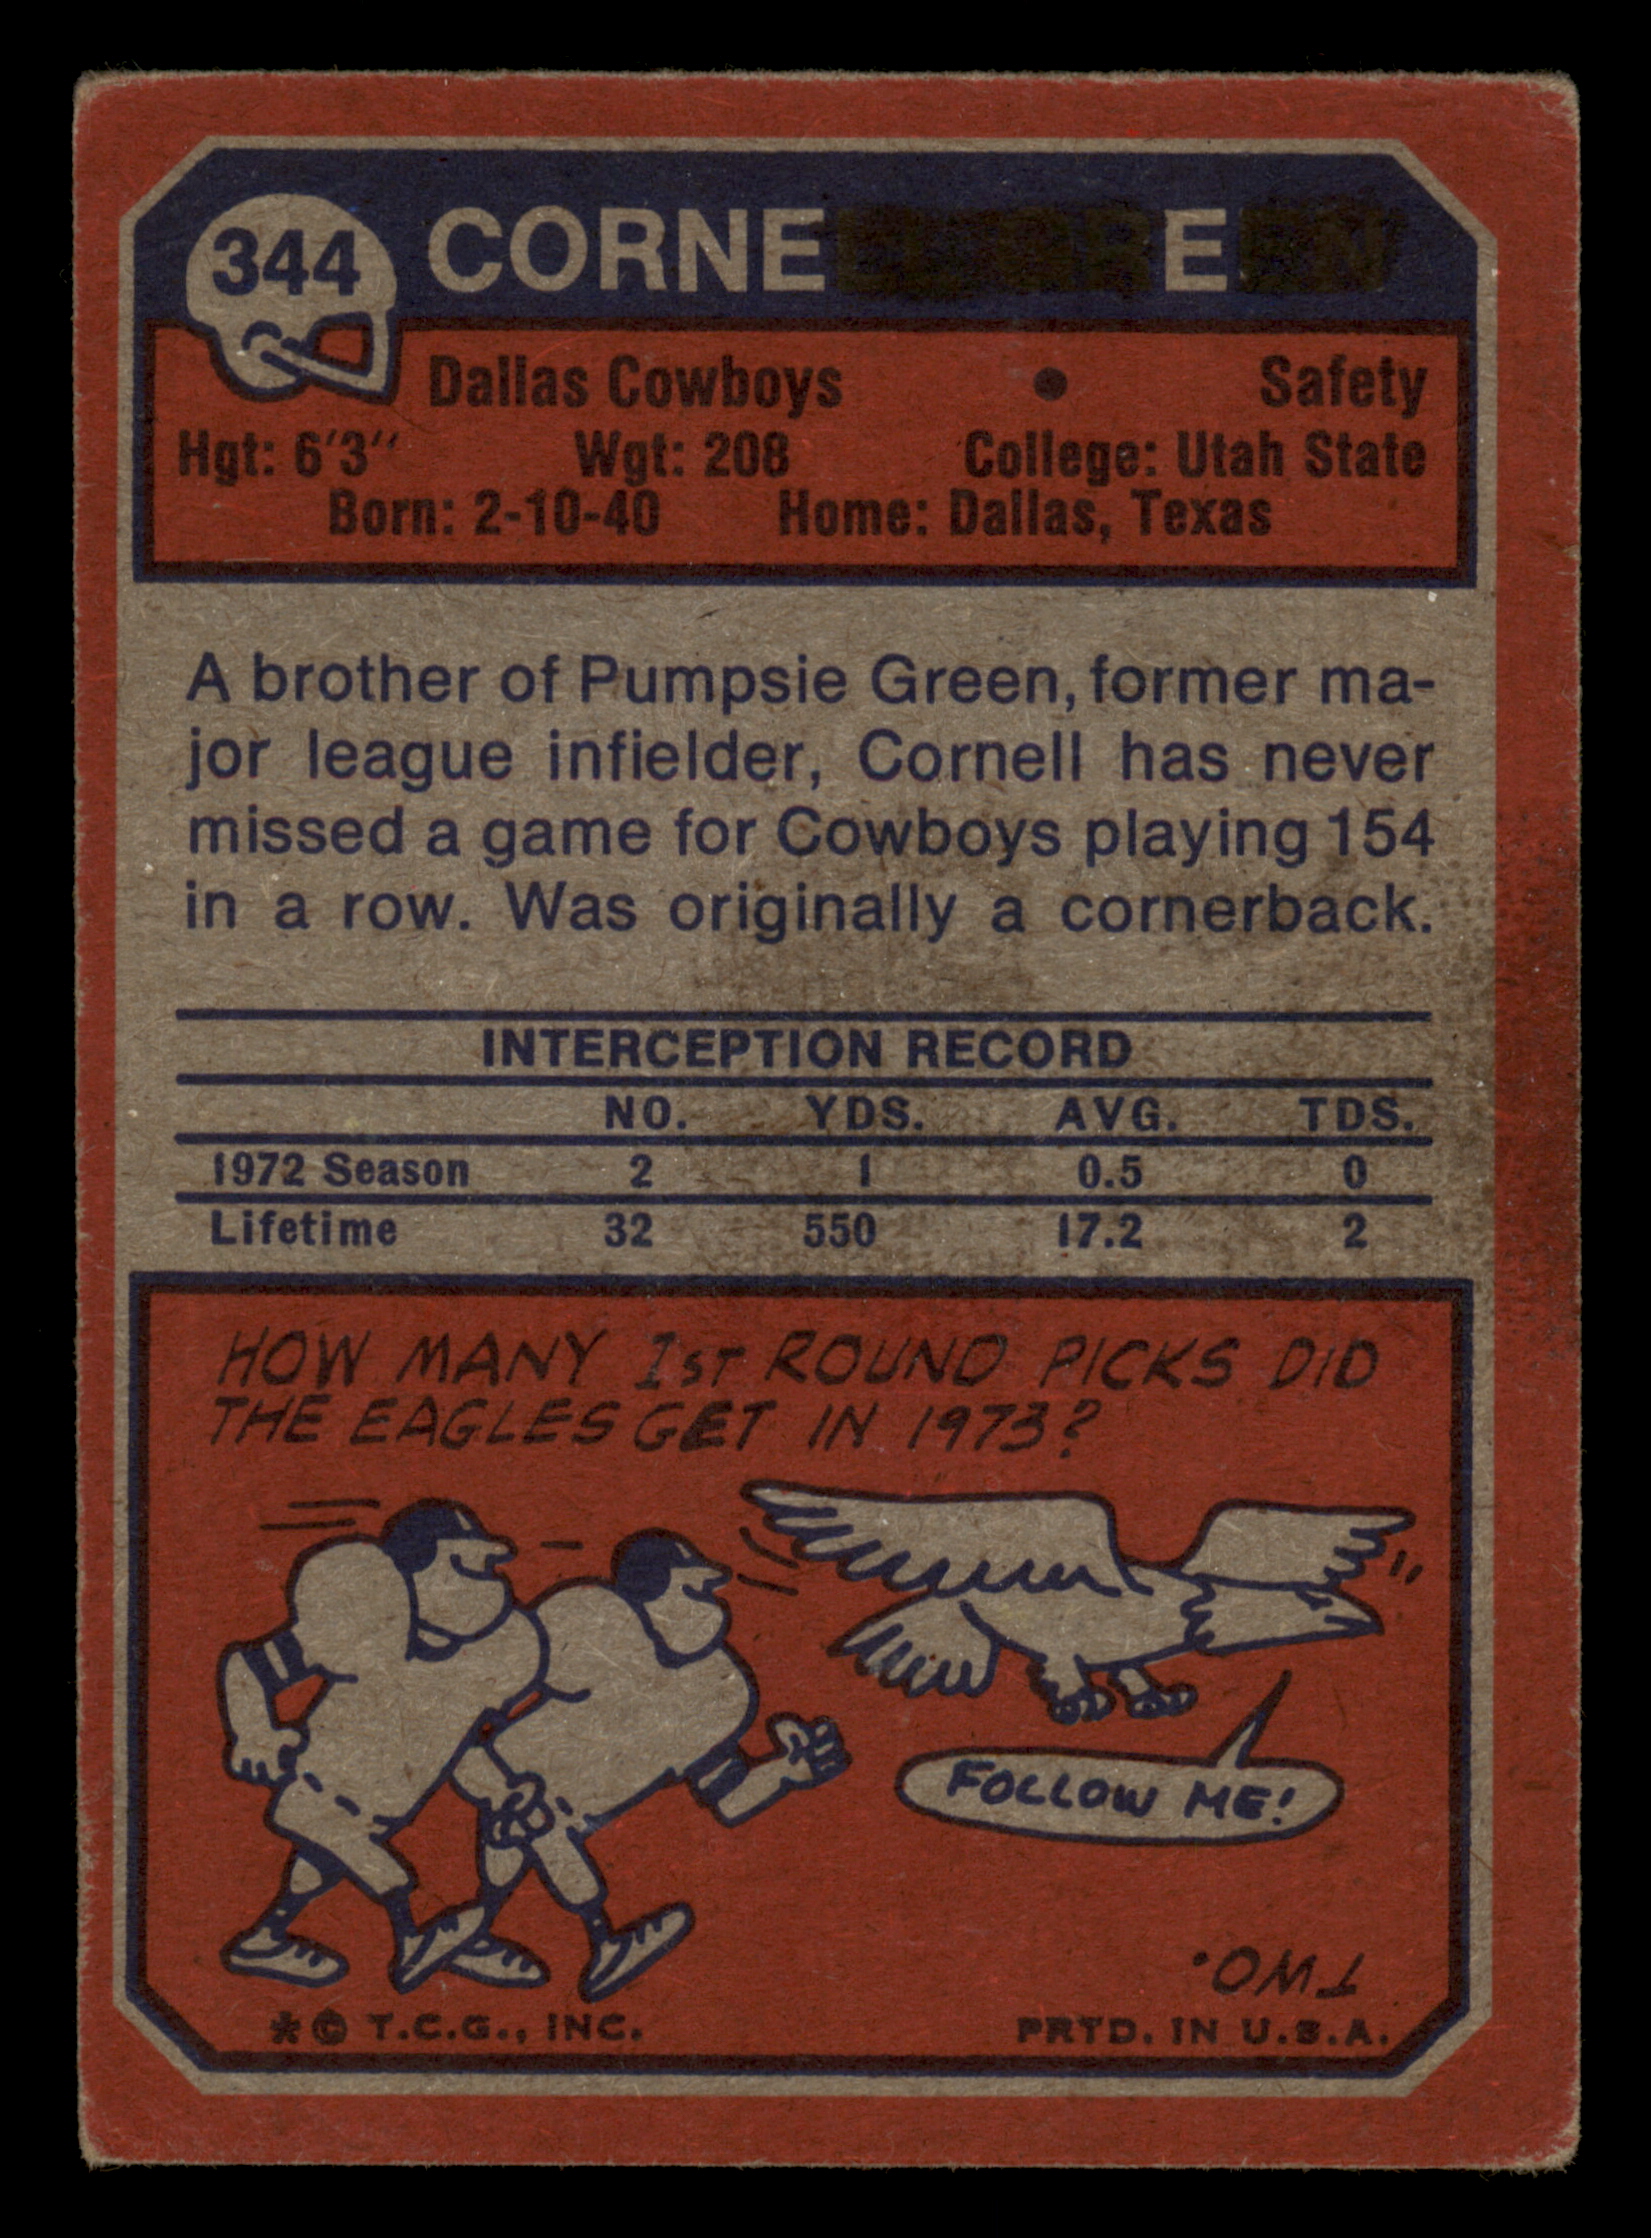 344
CORNE E
Dallas Cowboys • Safety
Hgt: 6'3" Wgt: 208 College: Utah State
Born: 2-10-40 Home: Dallas, Texas
A brother of Pumpsie Green, former ma-
jor league infielder, Cornell has never
missed a game for Cowboys playing 154
in a row. Was originally a cornerback.
INTERCEPTION RECORD
NO. YDS. AVG. TDS.
1972 Season 2 1 0.5 0
Lifetime 32 550 17.2 2
HOW MANY 1ST ROUND PICKS DID
THE EAGLES GET IN 1973?
FOLLOW ME!
TWO.
*© T.C.G., INC. PRTD. IN U.S.A.